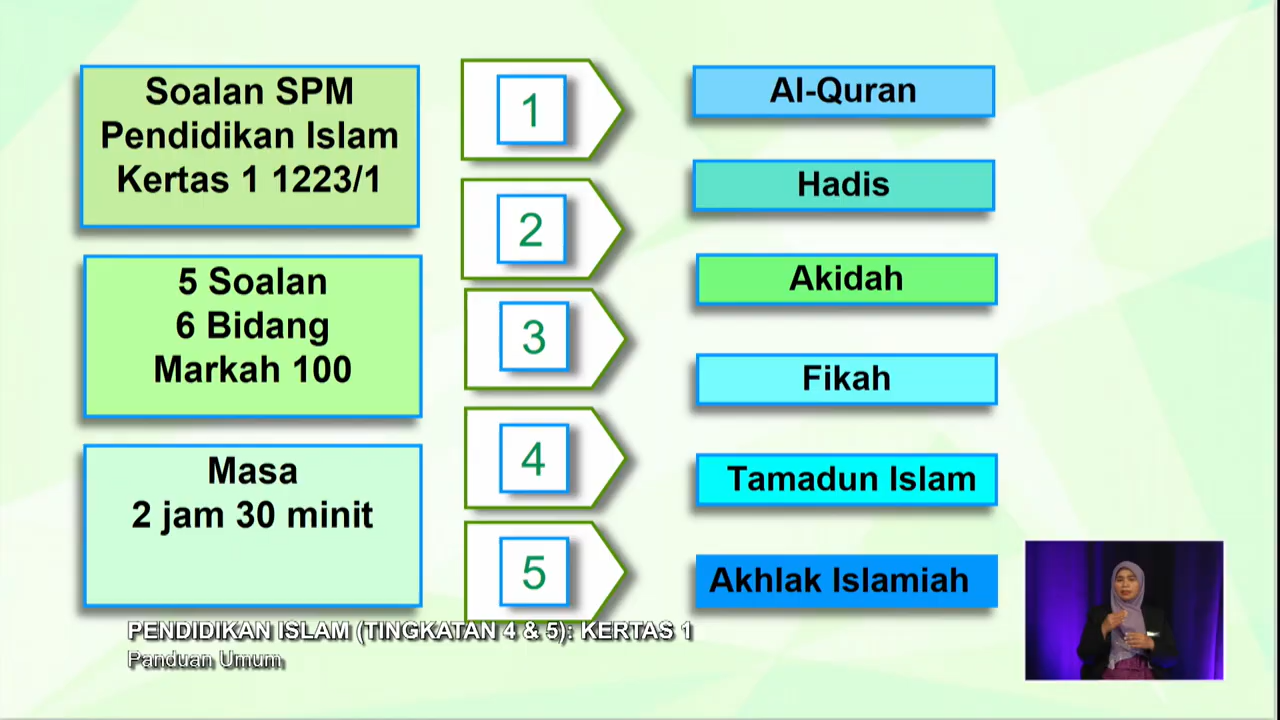 Soalan SPM
Pendidikan Islam
Kertas 1 1223/1
5 Soalan
6 Bidang
Markah 100
Masa
2 jam 30 minit
1
2
3
4
5
Al-Quran
Hadis
Akidah
Fikah
Tamadun Islam
Akhlak Islamiah
PENDIDIKAN ISLAM (TINGKATAN 4 & 5): KERTAS 1
Panduan Umum